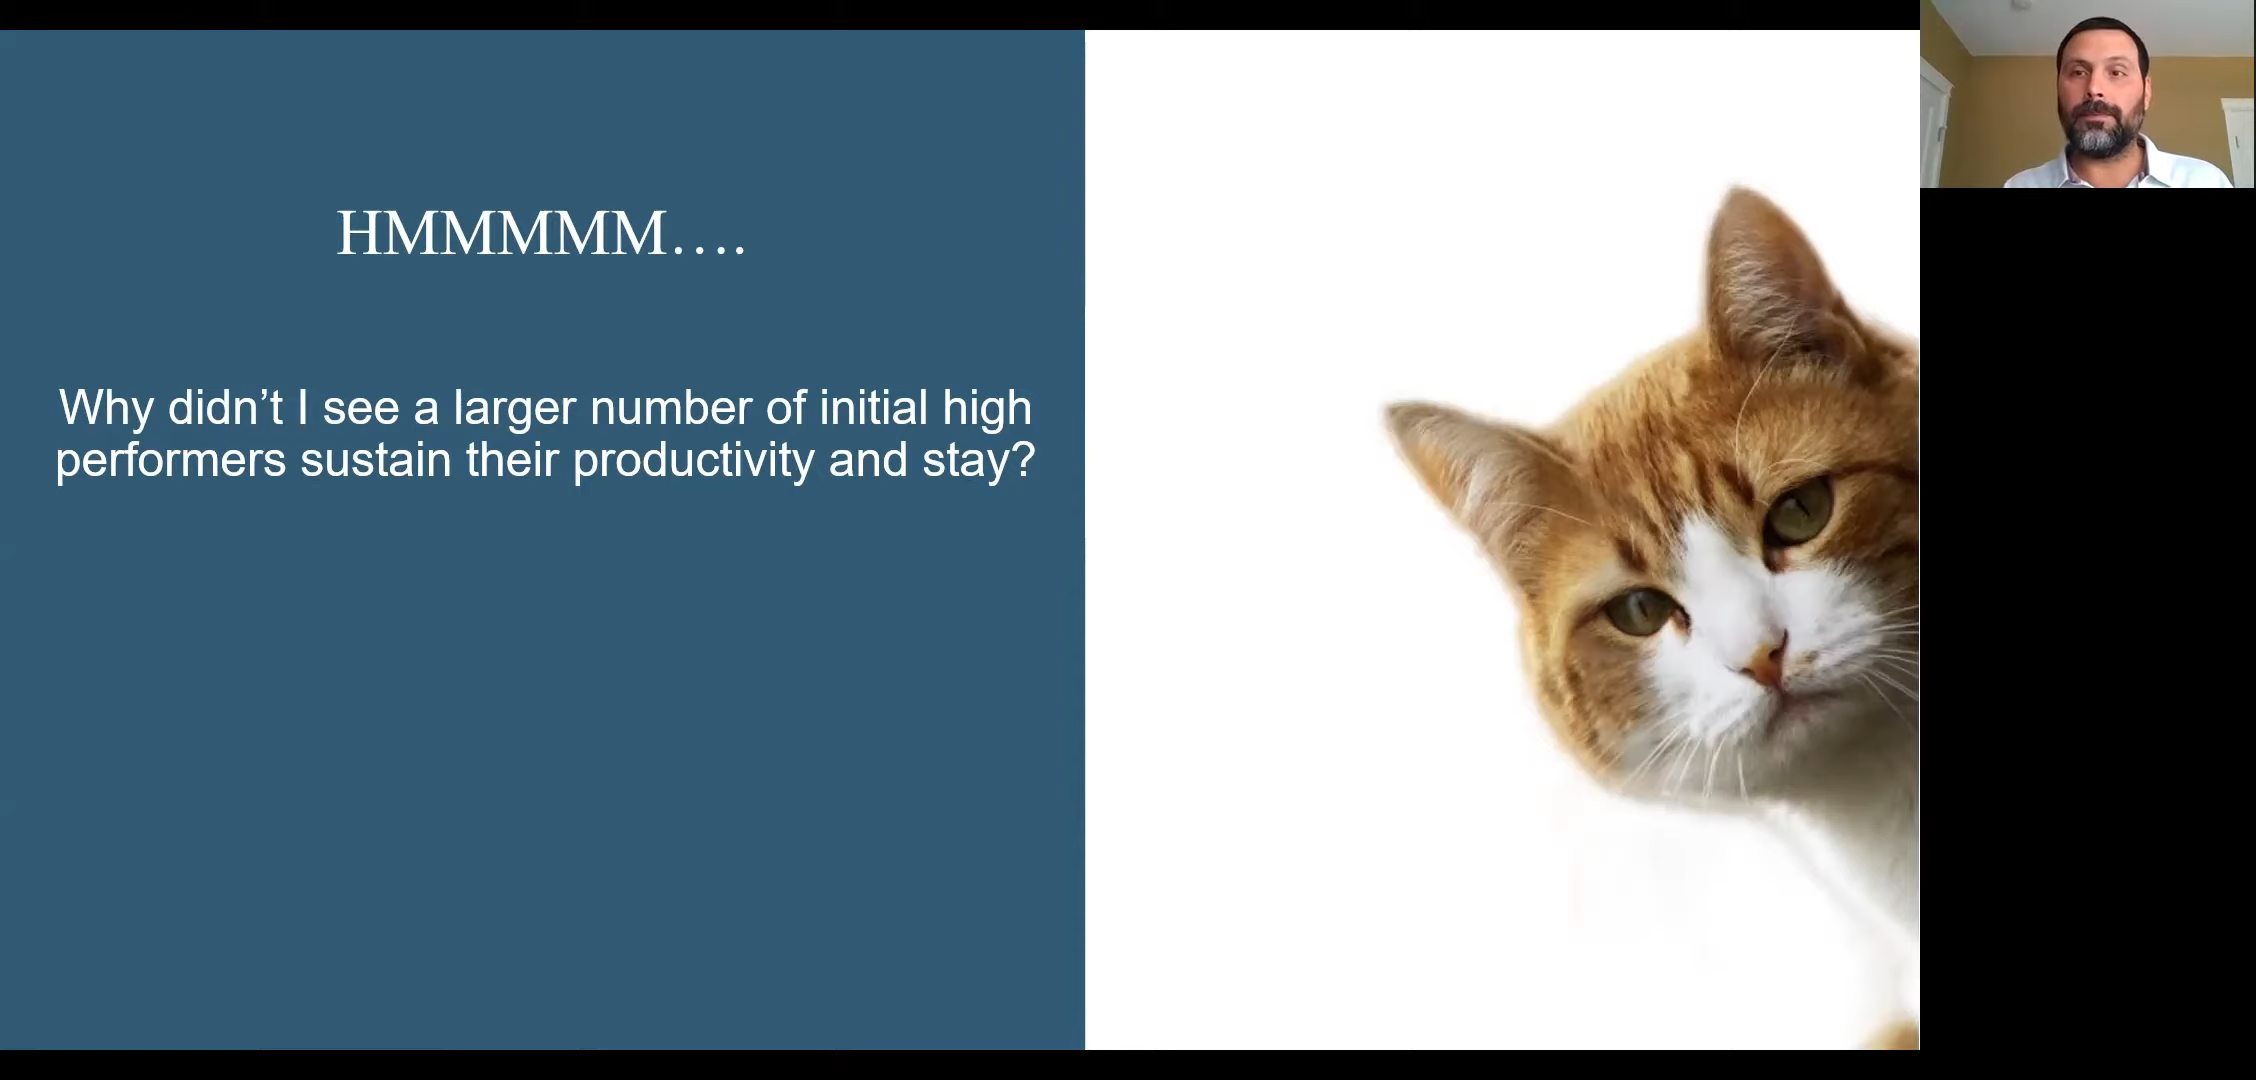 HMMMMM….
Why didn’t I see a larger number of initial high
performers sustain their productivity and stay?